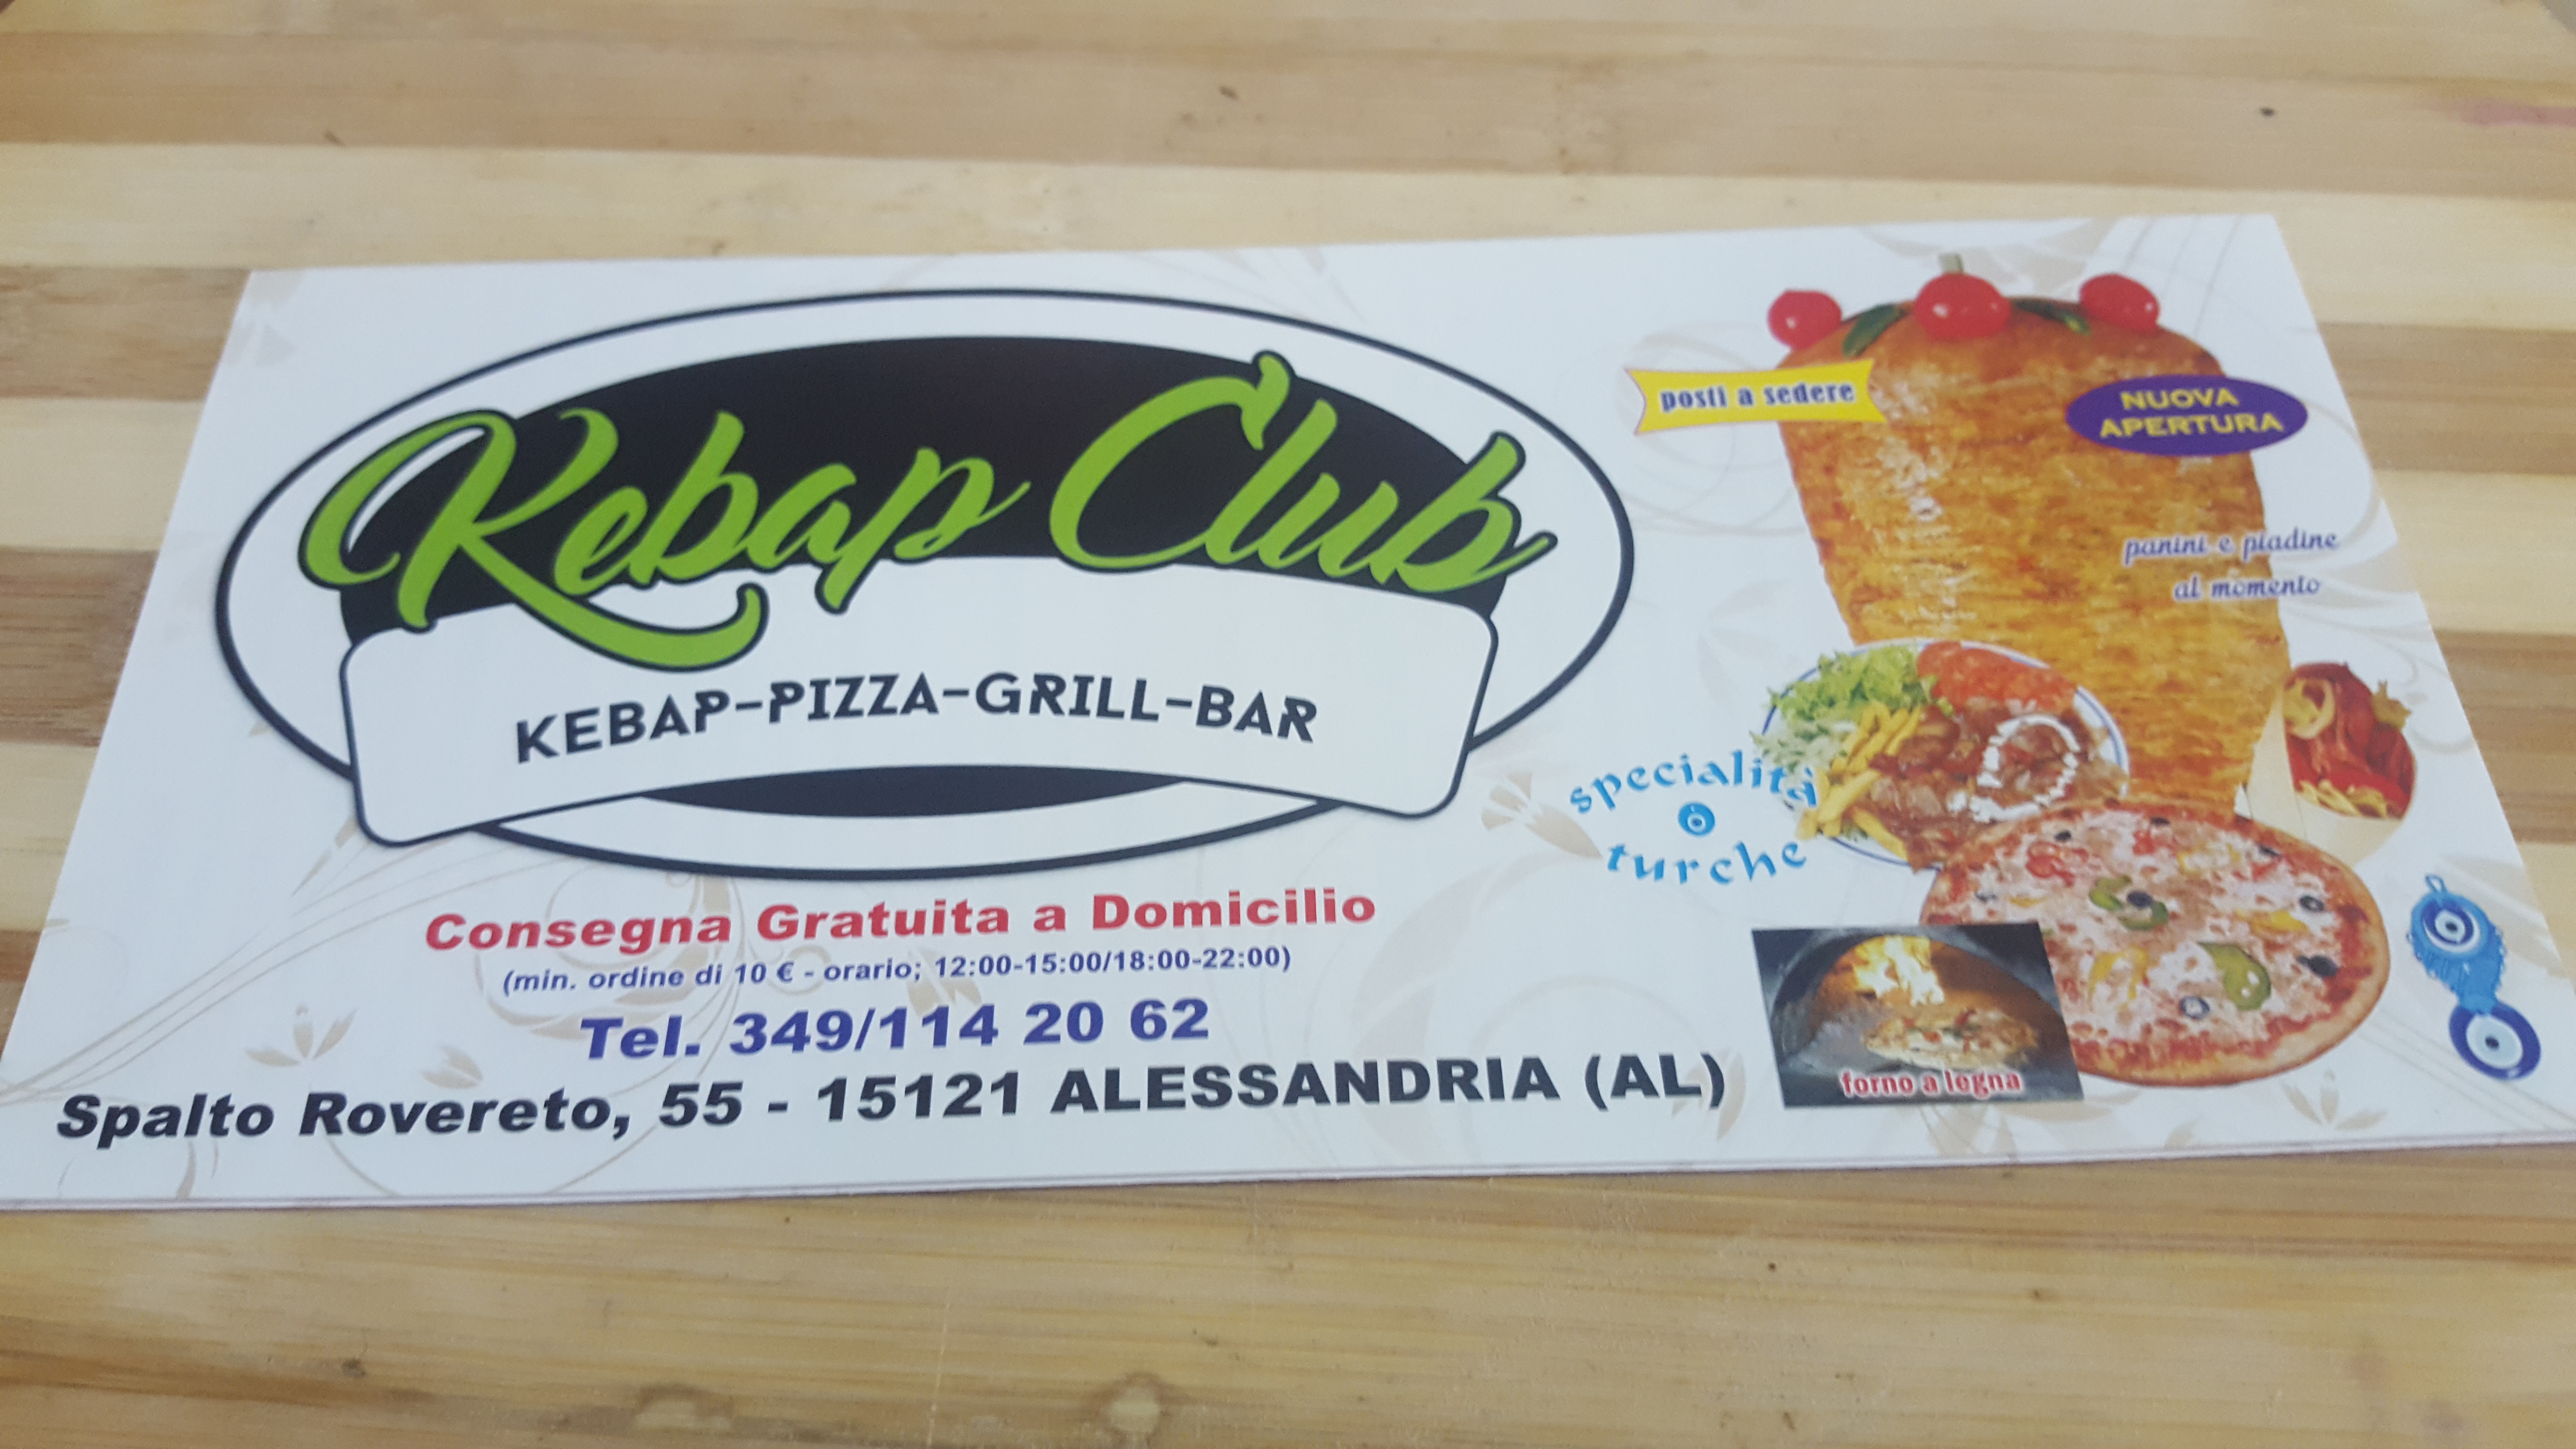 Kebap Club
KEBAP-PIZZA-GRILL-BAR
Consegna Gratuita a Domicilio
(min. ordine di 10 € - orario; 12:00-15:00/18:00-22:00)
Tel. 349/114 20 62
Spalto Rovereto, 55 - 15121 ALESSANDRIA (AL)
posti a sedere
NUOVA
APERTURA
panini e piadine
al momento
specialità
turche
forno a legna